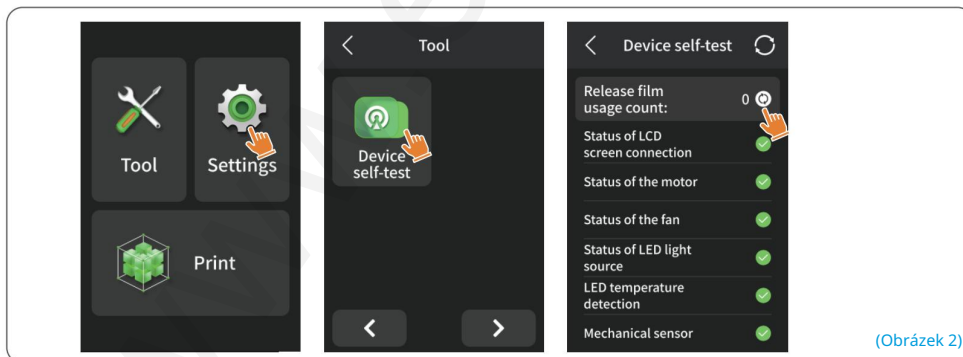 Tool
Settings
Print
Tool
Device
self-test
Device self-test
Release film
usage count:
0
Status of LCD
screen connection
Status of the motor
Status of the fan
Status of LED light
source
LED temperature
detection
Mechanical sensor
(Obrázek 2)